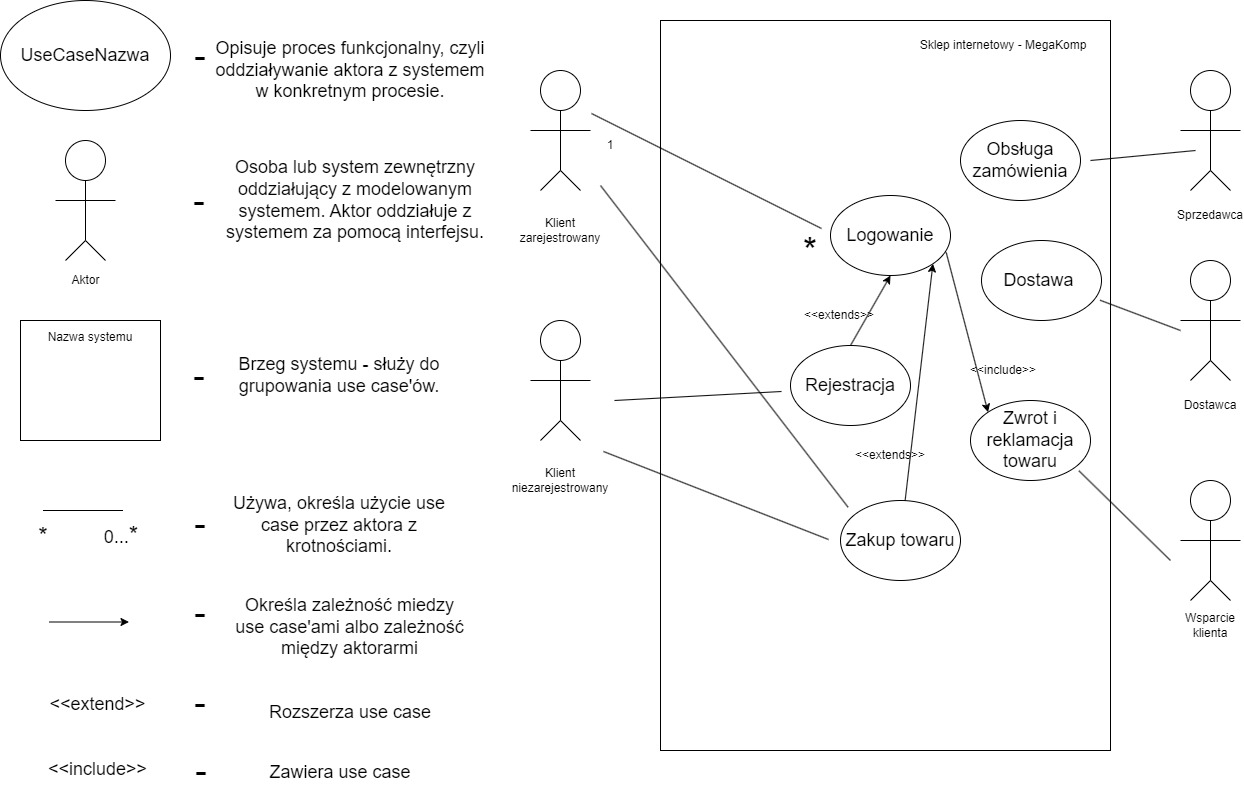 UseCaseNazwa
-
Opisuje proces funkcjonalny, czyli
oddziaływanie aktora z systemem
w konkretnym procesie.
Aktor
-
Osoba lub system zewnętrzny
oddziałujący z modelowanym
systemem. Aktor oddziałuje z
systemem za pomocą interfejsu.
Nazwa systemu
-
Brzeg systemu - służy do
grupowania use case'ów.
* 0...*
-
Używa, określa użycie use
case przez aktora z
krotnościami.
-
Określa zależność miedzy
use case'ami albo zależność
między aktorarmi
<<extend>>
-
Rozszerza use case
<<include>>
-
Zawiera use case
Sklep internetowy - MegaKomp
1
Klient
zarejestrowany
Klient
niezarejestrowany
Obsługa
zamówienia
*
Logowanie
Dostawa
<<extends>>
Rejestracja
<<include>>
Zwrot i
reklamacja
towaru
<<extends>>
Zakup towaru
Sprzedawca
Dostawca
Wsparcie
klienta